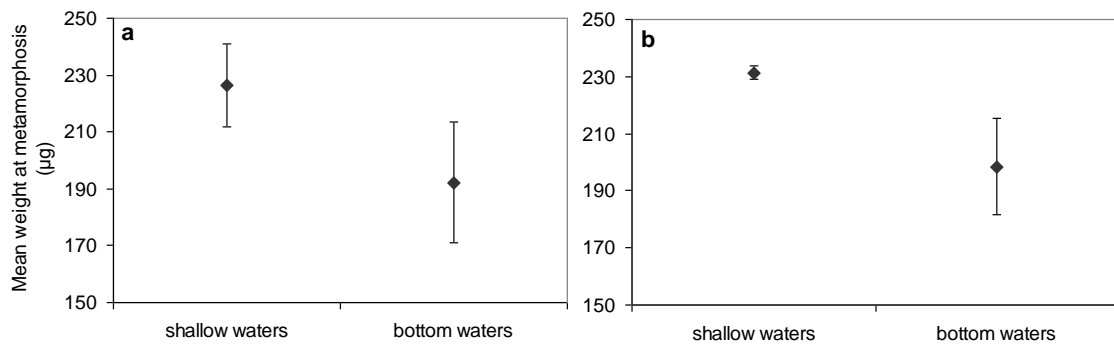 Mean weight at metamorphosis
(µg)
a
250
230
210
190
170
150
shallow waters
bottom waters
b
250
230
210
190
170
150
shallow waters
bottom waters